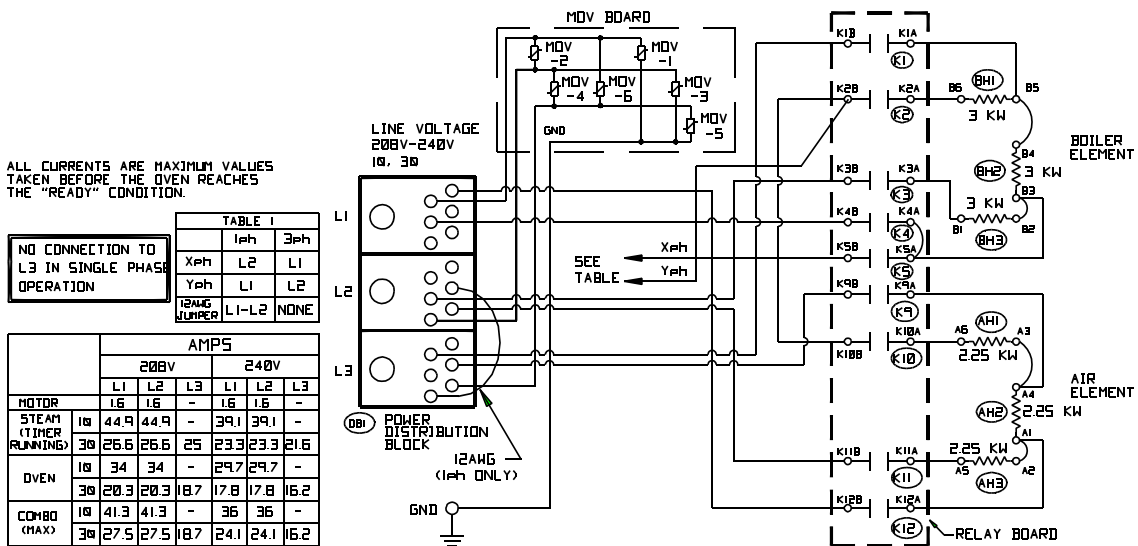 MOV BOARD
MOV -2
MOV -1
MOV -4
MOV -6
MOV -3
MOV -5
GND
LINE VOLTAGE
208V-240V
1Ø, 3Ø
ALL CURRENTS ARE MAXIMUM VALUES
TAKEN BEFORE THE OVEN REACHES
THE "READY" CONDITION.
NO CONNECTION TO
L3 IN SINGLE PHASE
OPERATION
TABLE 1
1ph 3ph
Xph L2 L1
Yph L1 L2
12AWG JUMPER L1-L2 NONE
AMPS
208V 240V
L1 L2 L3 L1 L2 L3
MOTOR 1.6 1.6 - 1.6 1.6 -
STEAM (TIMER RUNNING) 1Ø 44.9 44.9 - 39.1 39.1 -
3Ø 26.6 26.6 25 23.3 23.3 21.6
OVEN 1Ø 34 34 - 29.7 29.7 -
3Ø 20.3 20.3 18.7 17.8 17.8 16.2
COMBO (MAX) 1Ø 41.3 41.3 - 36 36 -
3Ø 27.5 27.5 18.7 24.1 24.1 16.2
L1
L2
L3
DB1
POWER
DISTRIBUTION
BLOCK
12AWG
(1ph ONLY)
GND
SEE
TABLE
Xph
Yph
K1B K1A
K1
K2B K2A
K2
K3B K3A
K3
K4B K4A
K4
K5B K5A
K5
K9B K9A
K9
K10B K10A
K10
K11B K11A
K11
K12B K12A
K12
RELAY BOARD
B6 BH1 B5
3 KW
B4
BH2 3 KW
B3
3 KW
B1 BH3 B2
BOILER
ELEMENT
A6 AH1 A3
2.25 KW
A4
AH2 2.25 KW
A1
2.25 KW
A5 AH3 A2
AIR
ELEMENT